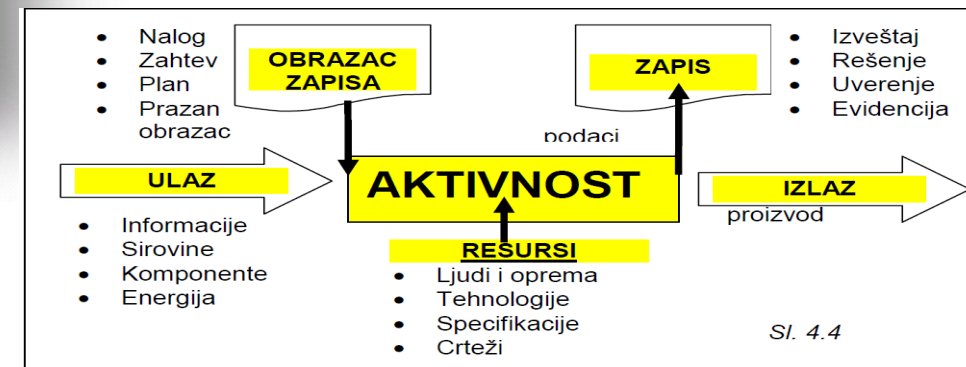 • Nalog
• Zahtev
• Plan
• Prazan
obrazac
OBRAZAC
ZAPISA
ZAPIS
• Izveštaj
• Rešenje
• Uverenje
• Evidencija
podaci
ULAZ
AKTIVNOST
IZLAZ
proizvod
• Informacije
• Sirovine
• Komponente
• Energija
RESURSI
• Ljudi i oprema
• Tehnologije
• Specifikacije
• Crteži
Sl. 4.4